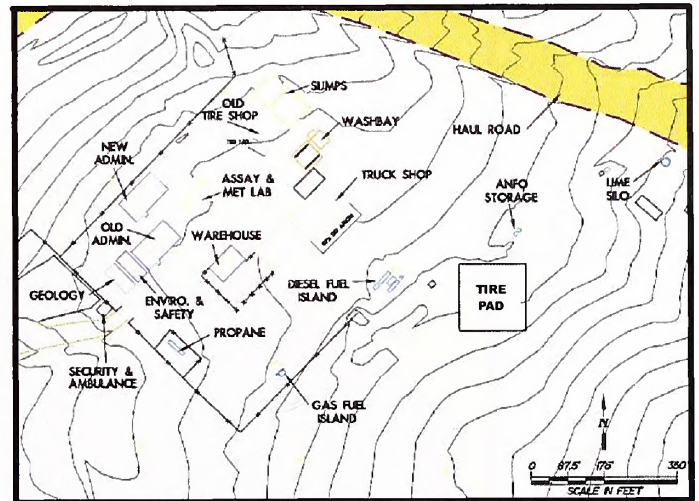 SUMPS
OLD
TIRE SHOP
WASHBAY
HAUL ROAD
NEW
ADMIN.
ASSAY &
MET LAB
TRUCK SHOP
ANFO
STORAGE
LIME
SILO
OLD
ADMIN.
WAREHOUSE
GEOLOGY
ENVIRO. &
SAFETY
DIESEL FUEL
ISLAND
TIRE
PAD
PROPANE
SECURITY &
AMBULANCE
GAS FUEL
ISLAND
N
0 87.5 175 350
SCALE IN FEET